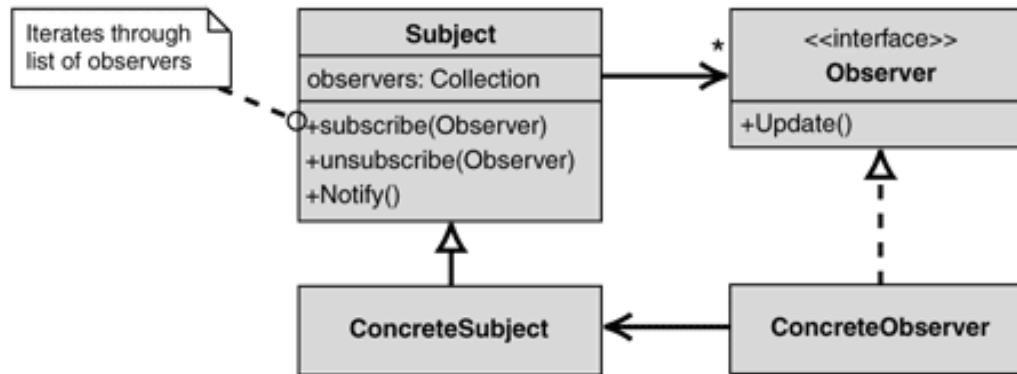 Iterates through
list of observers
Subject
observers: Collection
+subscribe(Observer)
+unsubscribe(Observer)
+Notify()
*
<<interface>>
Observer
+Update()
ConcreteSubject
ConcreteObserver